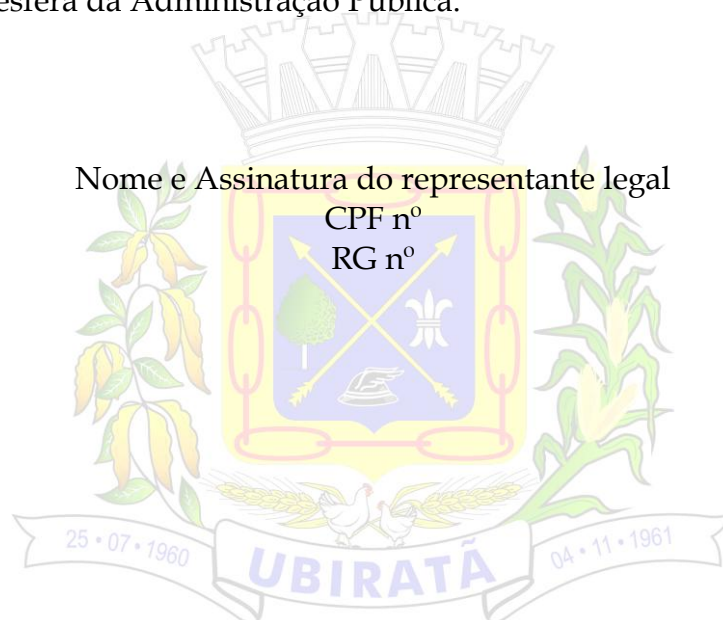 esfera da Administração Pública.
Nome e Assinatura do representante legal
CPF nº
RG nº
25 • 07 • 1960
UBIRATÃ
04 • 11 • 1961